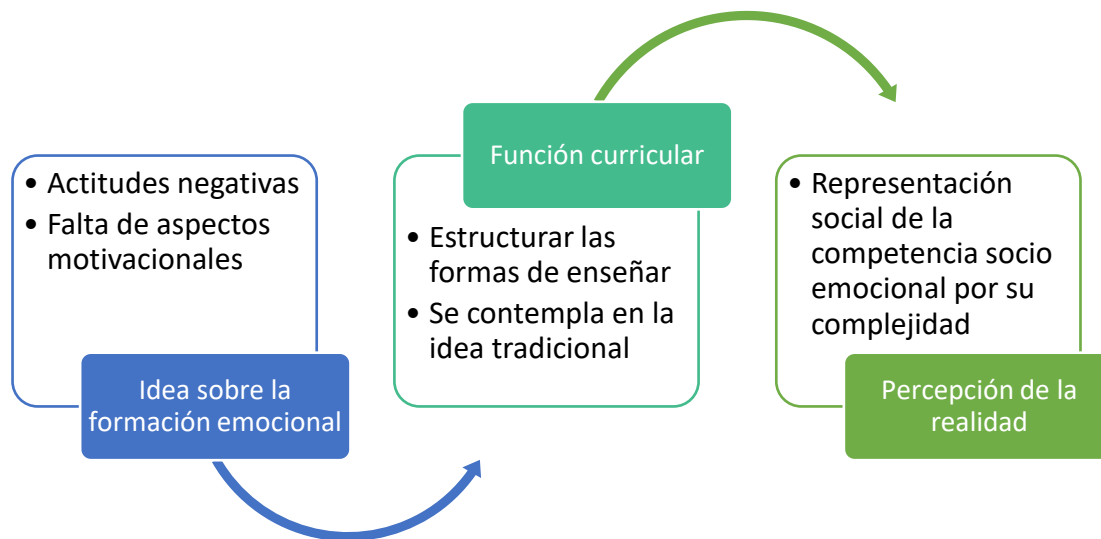 • Actitudes negativas
• Falta de aspectos
motivacionales
Idea sobre la
formación emocional
Función curricular
• Estructurar las
formas de enseñar
• Se contempla en la
idea tradicional
• Representación
social de la
competencia socio
emocional por su
complejidad
Percepción de la
realidad